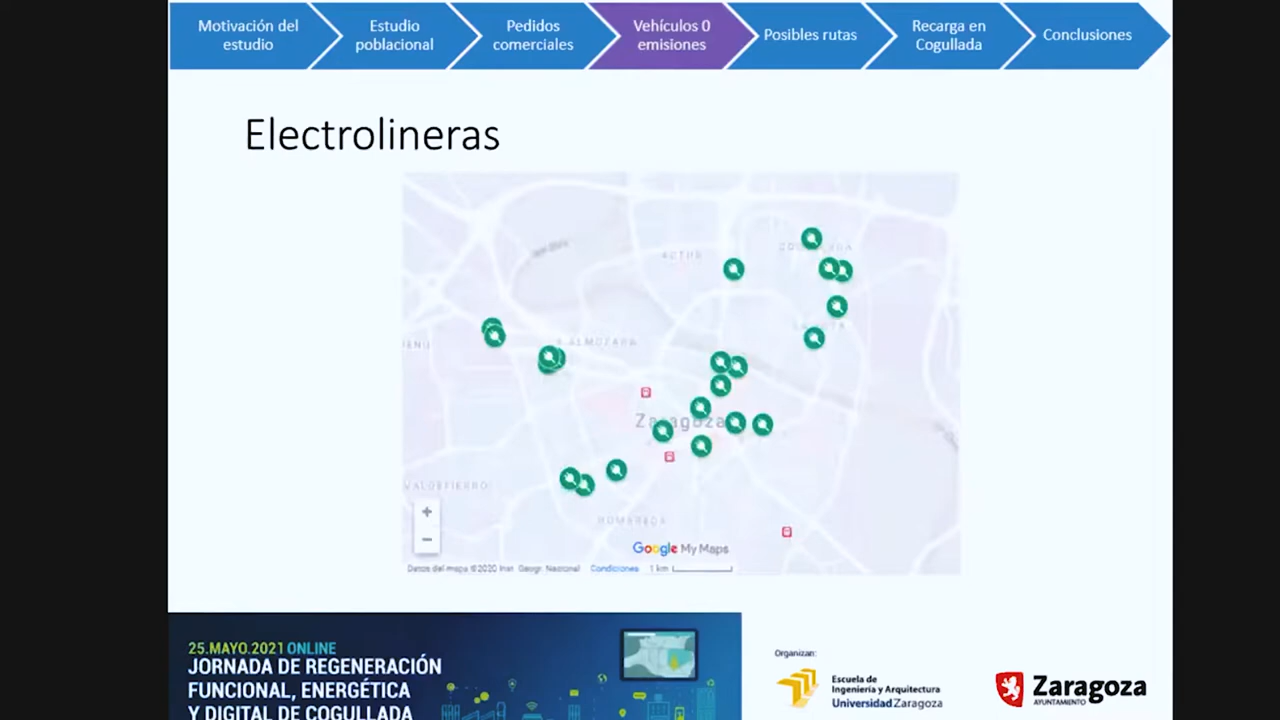 Motivación del
estudio
Estudio
poblacional
Pedidos
comerciales
Vehículos 0
emisiones
Posibles rutas
Recarga en
Cogullada
Conclusiones
Electrolineras
ACTUR
ALMOZARA
Zaragoza
VALDEFIERRO
ROMAREDA
Google My Maps
Datos del mapa ©2020 Inst. Geogr. Nacional
Condiciones
1 km
25.MAYO.2021 ONLINE
JORNADA DE REGENERACIÓN
FUNCIONAL, ENERGÉTICA
Y DIGITAL DE COGULLADA
Organizan:
Escuela de
Ingeniería y Arquitectura
Universidad Zaragoza
Zaragoza
AYUNTAMIENTO